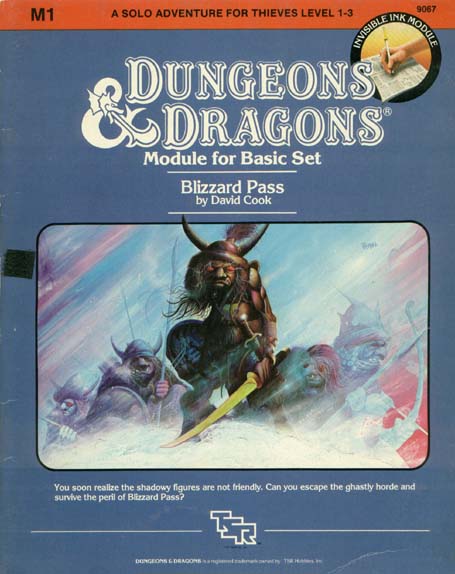 M1
A SOLO ADVENTURE FOR THIEVES LEVEL 1-3
9067
INVISIBLE INK MODULE
DUNGEONS
& DRAGONS®
Module for Basic Set
Blizzard Pass
by David Cook
You soon realize the shadowy figures are not friendly. Can you escape the ghastly horde and
survive the peril of Blizzard Pass?
TSR
DUNGEONS & DRAGONS is a registered trademark owned by TSR Hobbies, Inc.